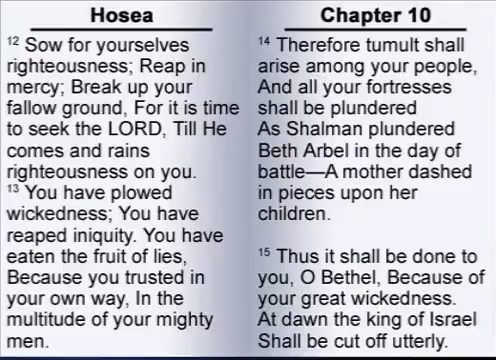 Hosea
12 Sow for yourselves
righteousness; Reap in
mercy; Break up your
fallow ground, For it is time
to seek the LORD, Till He
comes and rains
righteousness on you.
13 You have plowed
wickedness; You have
reaped iniquity. You have
eaten the fruit of lies,
Because you trusted in
your own way, In the
multitude of your mighty
men.
Chapter 10
14 Therefore tumult shall
arise among your people,
And all your fortresses
shall be plundered
As Shalman plundered
Beth Arbel in the day of
battle—A mother dashed
in pieces upon her
children.
15 Thus it shall be done to
you, O Bethel, Because of
your great wickedness.
At dawn the king of Israel
Shall be cut off utterly.